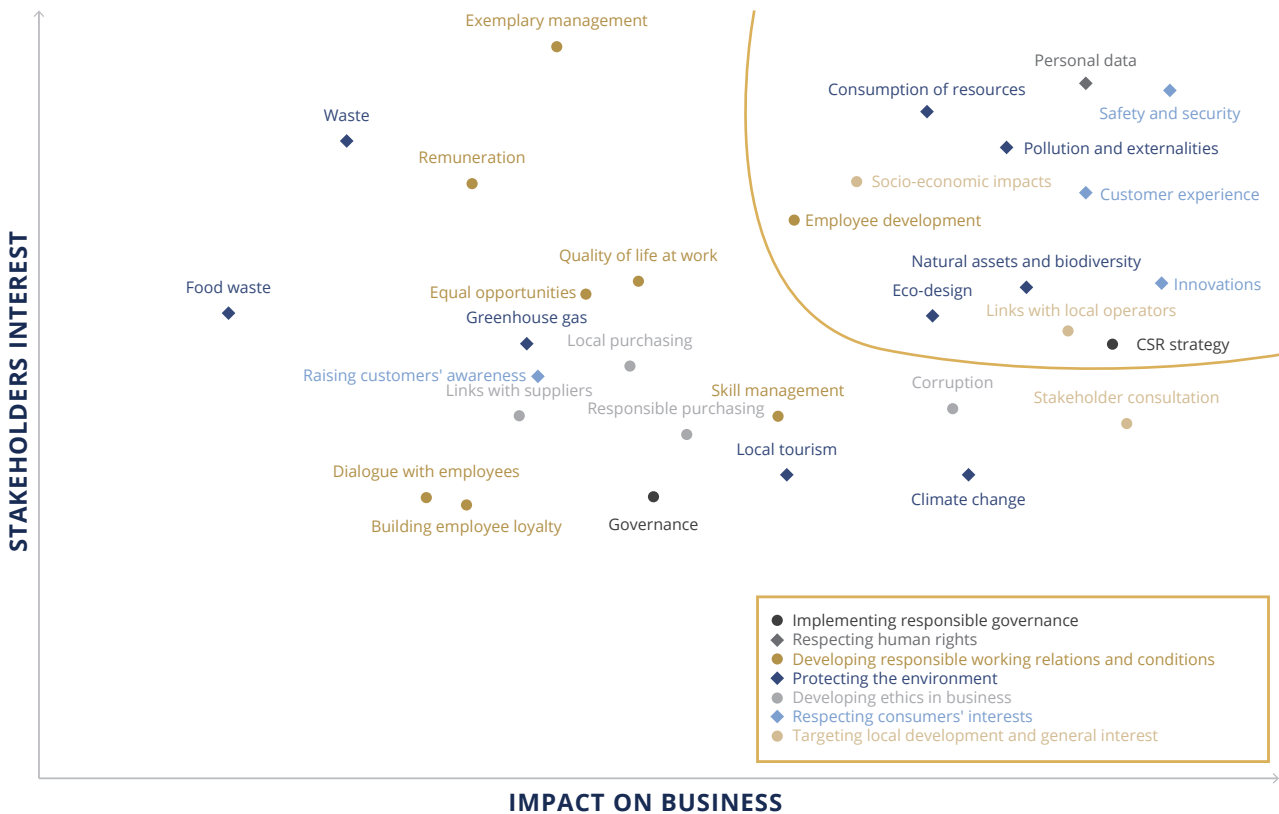 Exemplary management
Personal data
Consumption of resources
Safety and security
Waste
Pollution and externalities
Remuneration
Socio-economic impacts
Customer experience
Employee development
Quality of life at work
Natural assets and biodiversity
Food waste
Equal opportunities
Eco-design
Innovations
Greenhouse gas
Links with local operators
Local purchasing
CSR strategy
Raising customers' awareness
Links with suppliers
Skill management
Corruption
Stakeholder consultation
Responsible purchasing
Local tourism
Dialogue with employees
Climate change
Building employee loyalty
Governance
STAKEHOLDERS INTEREST
Implementing responsible governance
Respecting human rights
Developing responsible working relations and conditions
Protecting the environment
Developing ethics in business
Respecting consumers' interests
Targeting local development and general interest
IMPACT ON BUSINESS